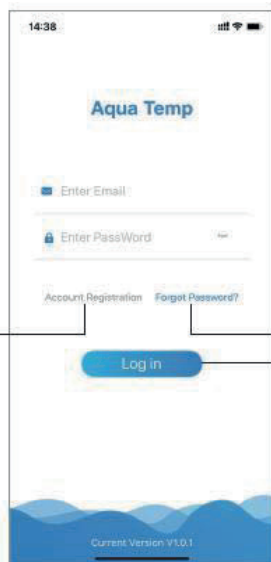 14:38
Aqua Temp
Enter Email
Enter PassWord
Account Registration Forgot Password?
Log in
Current Version V1.0.1